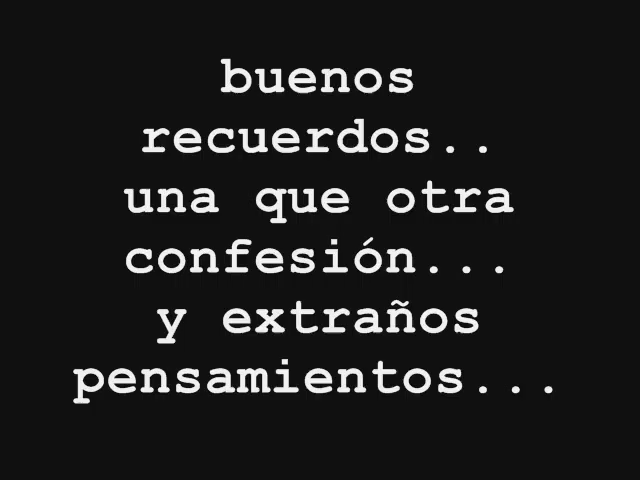 buenos
recuerdos..
una que otra
confesión...
y extraños
pensamientos...